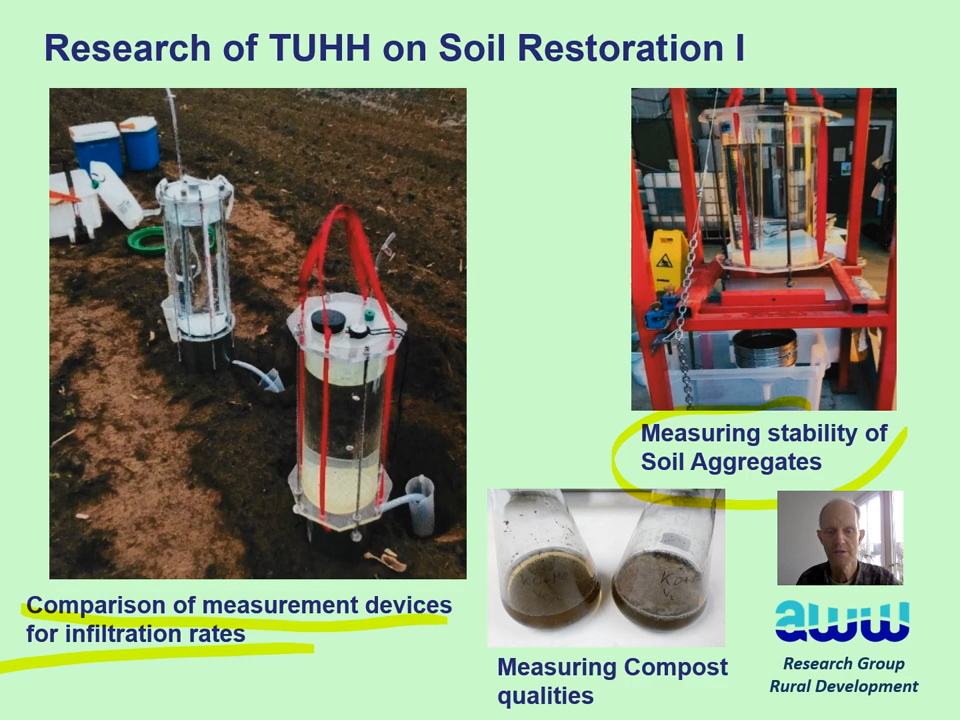 Research of TUHH on Soil Restoration I
Measuring stability of
Soil Aggregates
Comparison of measurement devices
for infiltration rates
Measuring Compost
qualities
aww
Research Group
Rural Development